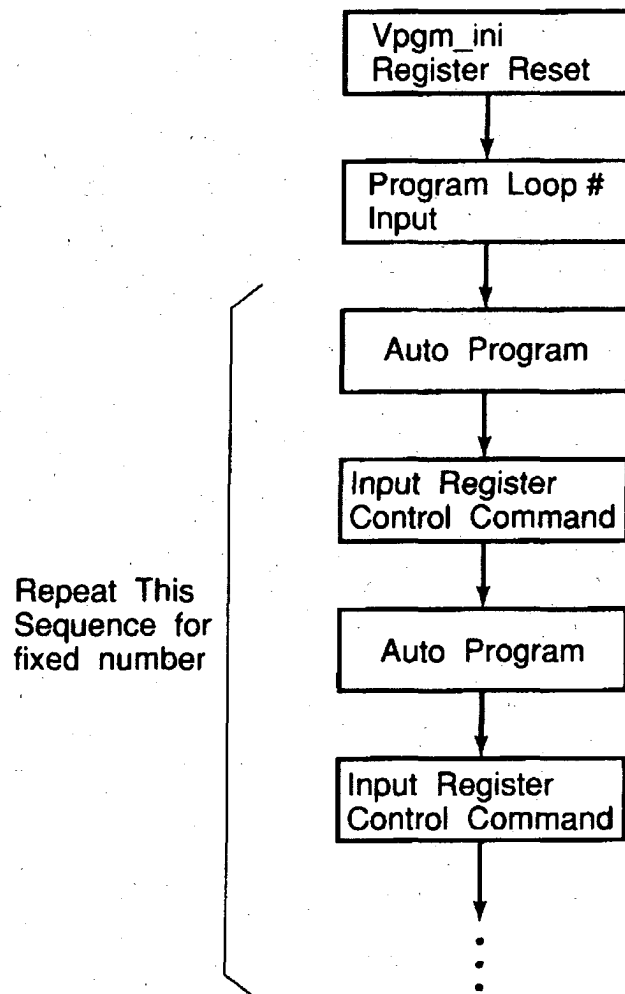 Vpgm_ini
Register Reset
Program Loop #
Input
Auto Program
Input Register
Control Command
Repeat This
Sequence for
fixed number
Auto Program
Input Register
Control Command